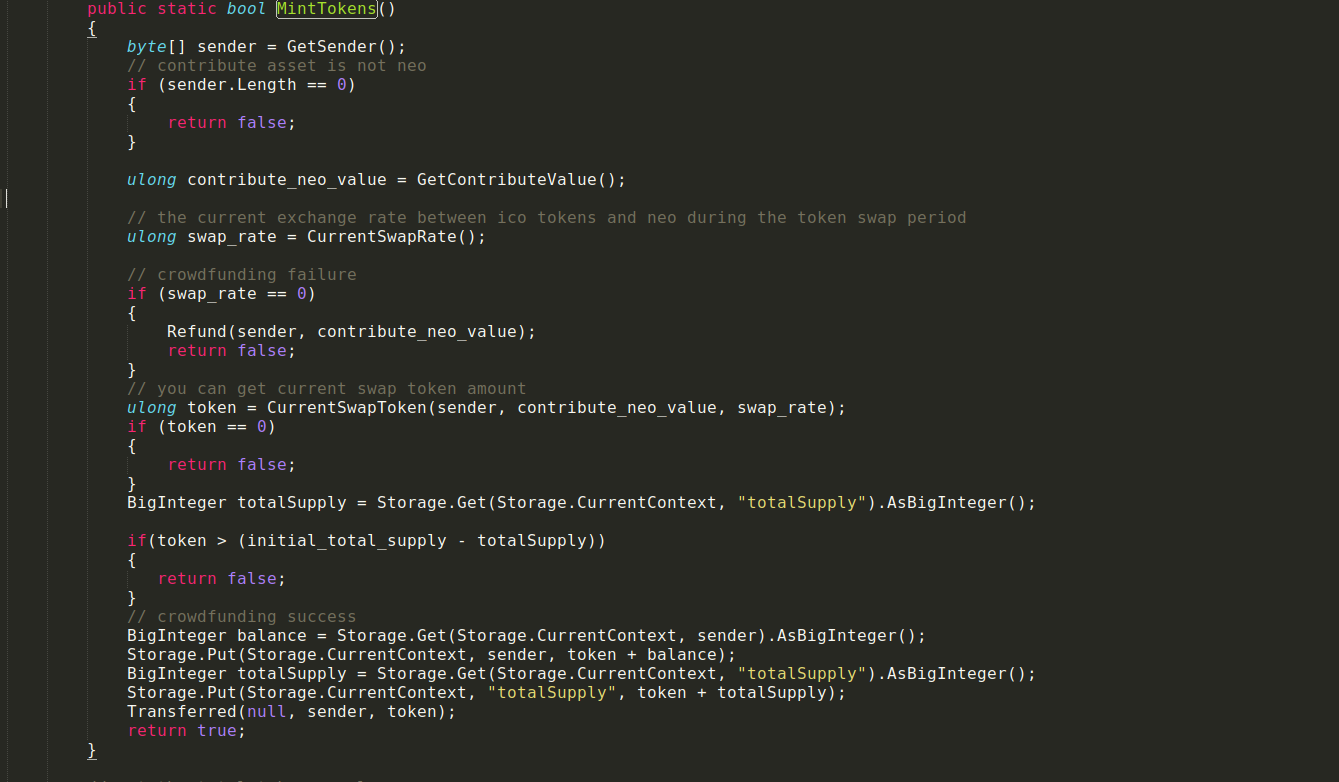 public static bool MintTokens()
{
byte[] sender = GetSender();
// contribute asset is not neo
if (sender.Length == 0)
{
return false;
}
ulong contribute_neo_value = GetContributeValue();
// the current exchange rate between ico tokens and neo during the token swap period
ulong swap_rate = CurrentSwapRate();
// crowdfunding failure
if (swap_rate == 0)
{
Refund(sender, contribute_neo_value);
return false;
}
// you can get current swap token amount
ulong token = CurrentSwapToken(sender, contribute_neo_value, swap_rate);
if (token == 0)
{
return false;
}
BigInteger totalSupply = Storage.Get(Storage.CurrentContext, "totalSupply").AsBigInteger();
if(token > (initial_total_supply - totalSupply))
{
return false;
}
// crowdfunding success
BigInteger balance = Storage.Get(Storage.CurrentContext, sender).AsBigInteger();
Storage.Put(Storage.CurrentContext, sender, token + balance);
BigInteger totalSupply = Storage.Get(Storage.CurrentContext, "totalSupply").AsBigInteger();
Storage.Put(Storage.CurrentContext, "totalSupply", token + totalSupply);
Transferred(null, sender, token);
return true;
}